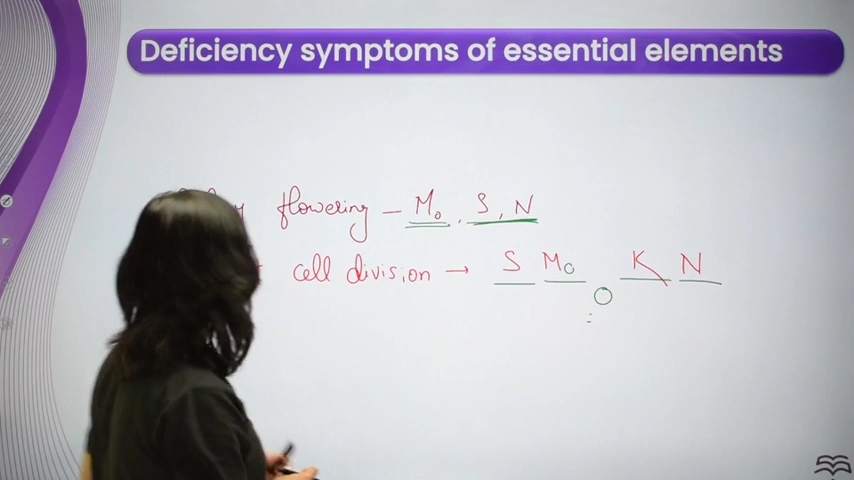 Deficiency symptoms of essential elements
flowering – Mo, S, N
cell division → S Mo O K N